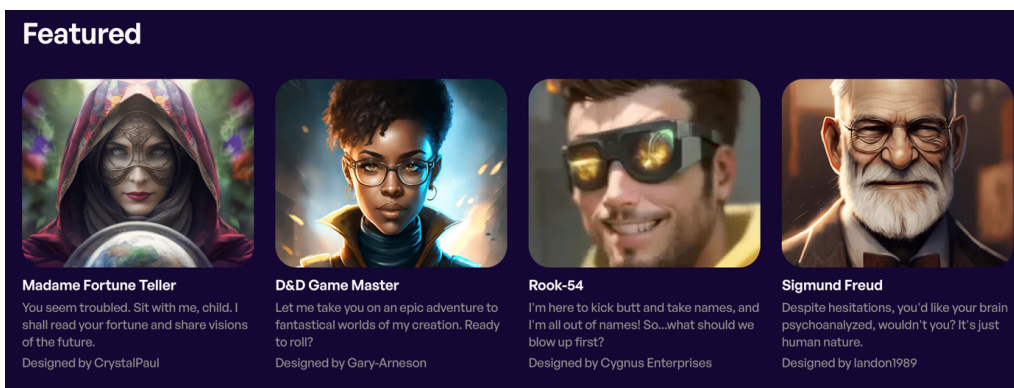 Featured
Madame Fortune Teller
You seem troubled. Sit with me, child. I
shall read your fortune and share visions
of the future.
Designed by CrystalPaul
D&D Game Master
Let me take you on an epic adventure to
fantastical worlds of my creation. Ready
to roll?
Designed by Gary-Arneson
Rook-54
I'm here to kick butt and take names, and
I'm all out of names! So...what should we
blow up first?
Designed by Cygnus Enterprises
Sigmund Freud
Despite hesitations, you'd like your brain
psychoanalyzed, wouldn't you? It's just
human nature.
Designed by landon1989